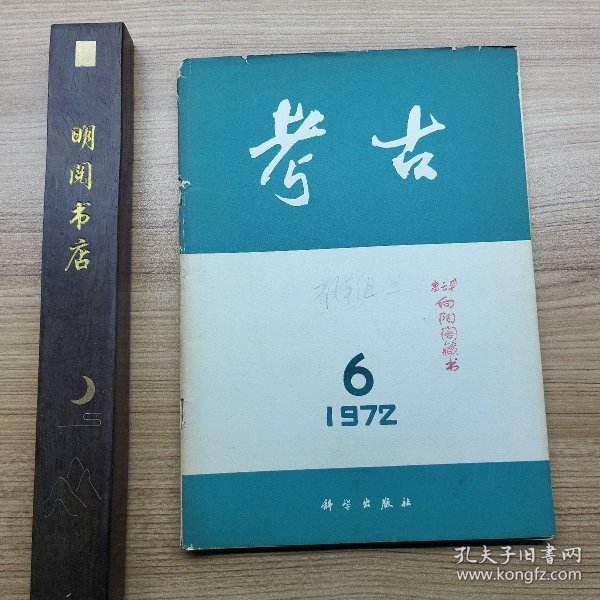 明阅书店
考古
6
1972
科学出版社
孔夫子旧书网
www.kongfz.com